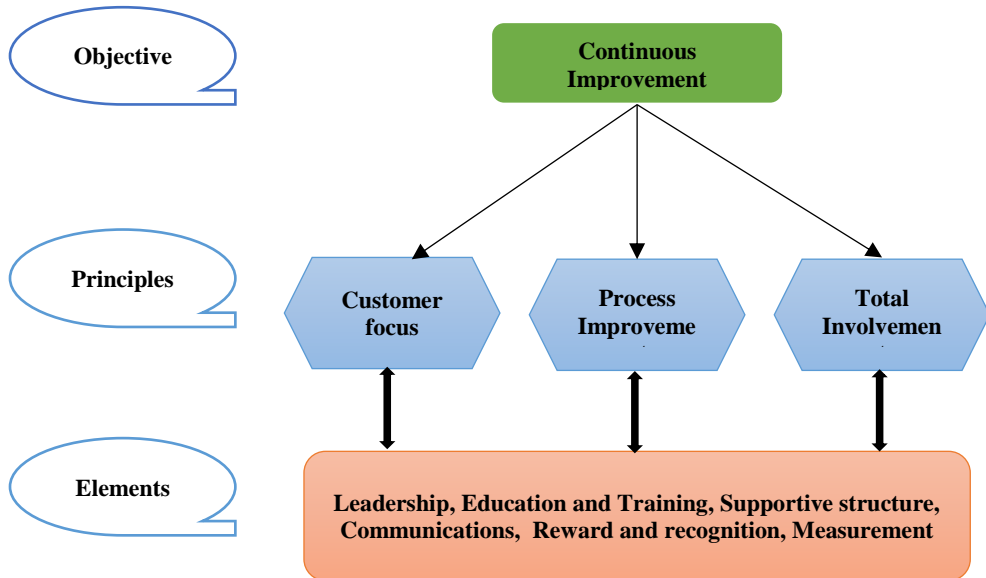 Objective
Continuous
Improvement
Principles
Customer
focus
Process
Improveme
Total
Involvemen
Elements
Leadership, Education and Training, Supportive structure,
Communications, Reward and recognition, Measurement